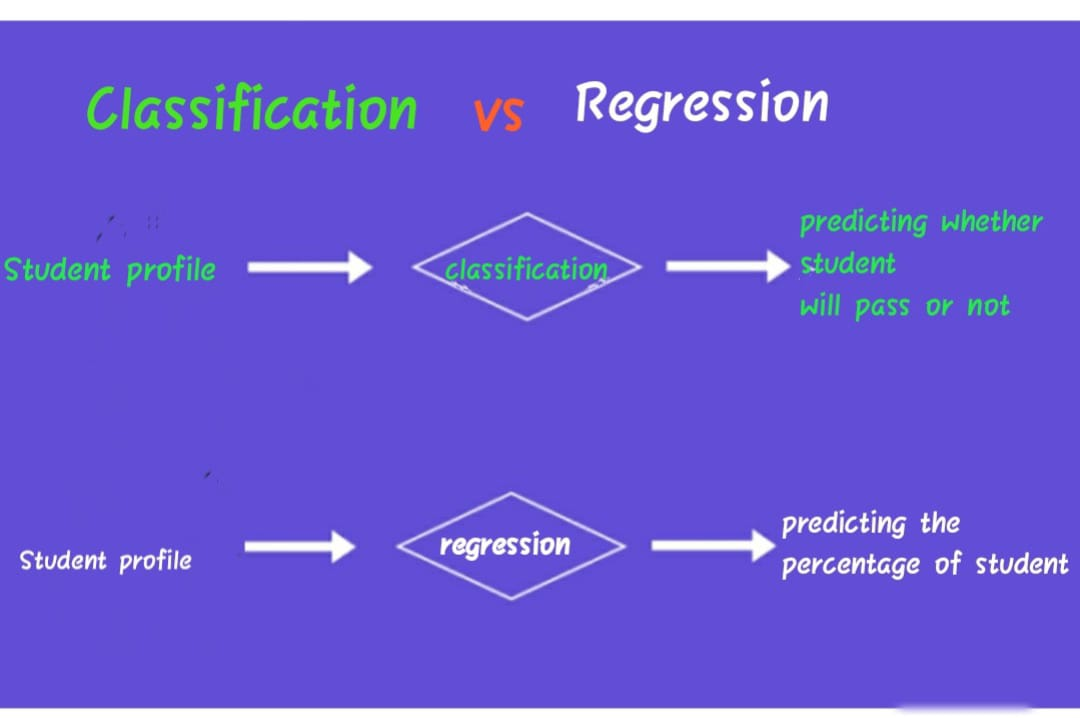 Classification vs Regression
Student profile
classification
predicting whether
student
will pass or not
Student profile
regression
predicting the
percentage of student